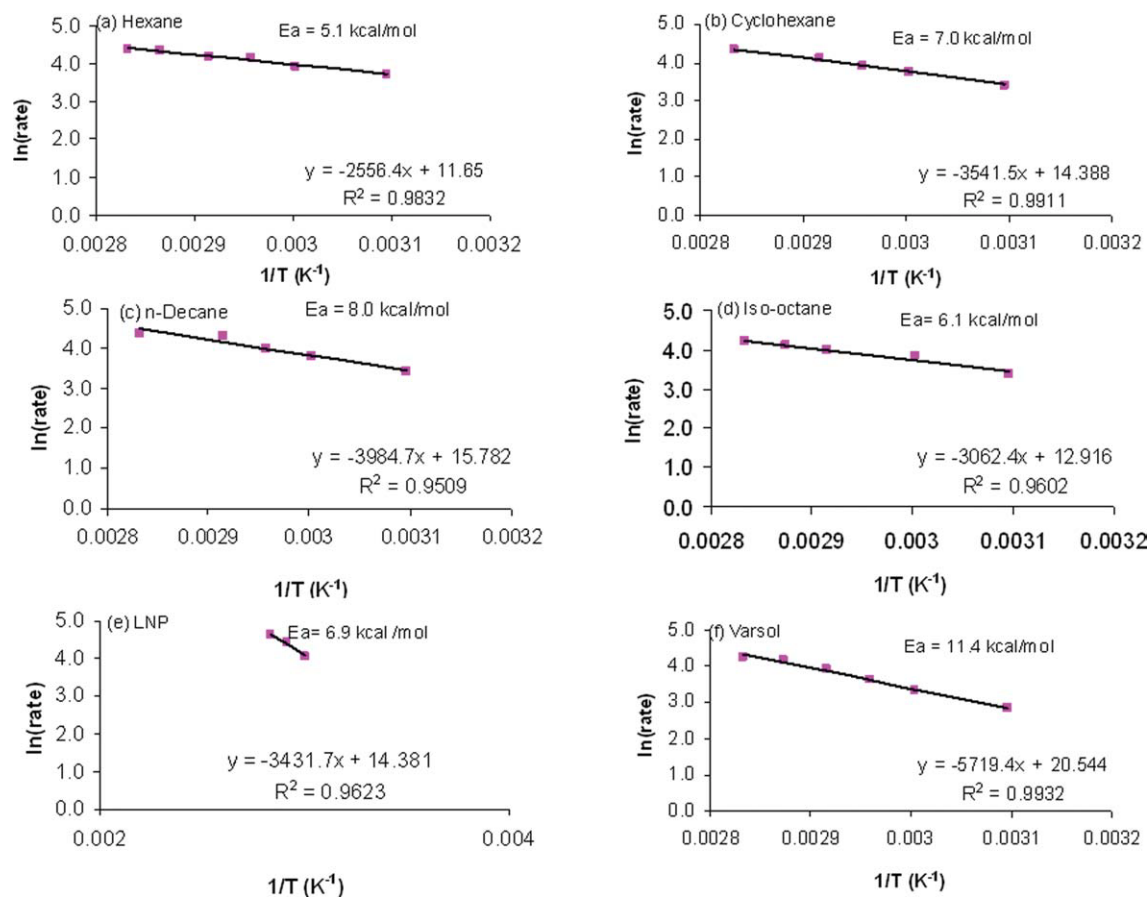 (a) Hexane
Ea = 5.1 kcal/mol
5.0
4.0
3.0
2.0
1.0
0.0
ln(rate)
y = -2556.4x + 11.65
R² = 0.9832
0.0028 0.0029 0.003 0.0031 0.0032
1/T (K⁻¹)
(b) Cyclohexane
Ea = 7.0 kcal/mol
5.0
4.0
3.0
2.0
1.0
0.0
ln(rate)
y = -3541.5x + 14.388
R² = 0.9911
0.0028 0.0029 0.003 0.0031 0.0032
1/T (K⁻¹)
(c) n-Decane
Ea = 8.0 kcal/mol
5.0
4.0
3.0
2.0
1.0
0.0
ln(rate)
y = -3984.7x + 15.782
R² = 0.9509
0.0028 0.0029 0.003 0.0031 0.0032
1/T (K⁻¹)
(d) Iso-octane
Ea= 6.1 kcal/mol
5.0
4.0
3.0
2.0
1.0
0.0
ln(rate)
y = -3062.4x + 12.916
R² = 0.9602
0.0028 0.0029 0.003 0.0031 0.0032
1/T (K⁻¹)
(e) LNP
Ea= 6.9 kcal/mol
5.0
4.0
3.0
2.0
1.0
0.0
ln(rate)
y = -3431.7x + 14.381
R² = 0.9623
0.002 0.004
1/T (K⁻¹)
(f) Varsol
Ea = 11.4 kcal/mol
5.0
4.0
3.0
2.0
1.0
0.0
ln(rate)
y = -5719.4x + 20.544
R² = 0.9932
0.0028 0.0029 0.003 0.0031 0.0032
1/T (K⁻¹)